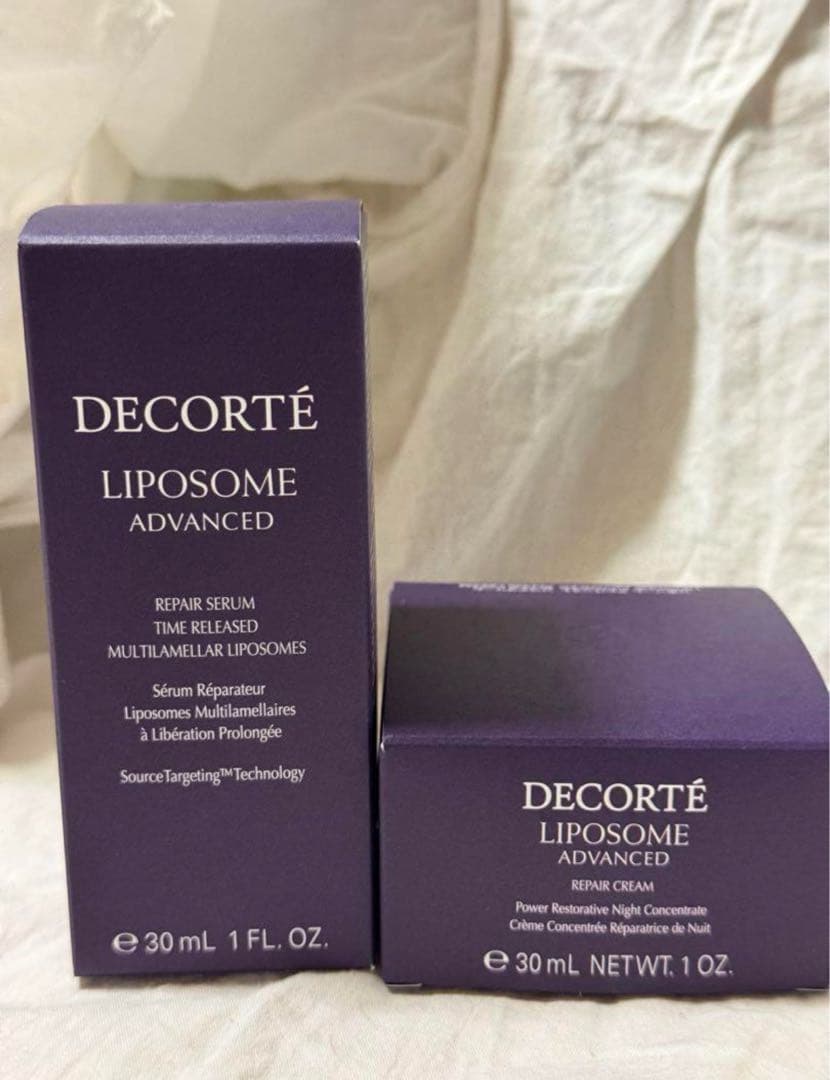 DECORTÉ
LIPOSOME
ADVANCED
REPAIR SERUM
TIME RELEASED
MULTILAMELLAR LIPOSOMES
Sérum Réparateur
Liposomes Multilamellaires
à Libération Prolongée
SourceTargeting™Technology
℮30 mL 1 FL. OZ.
DECORTÉ
LIPOSOME
ADVANCED
REPAIR CREAM
Power Restorative Night Concentrate
Crème Concentrée Réparatrice de Nuit
℮30 mL NETWT. 1 OZ.